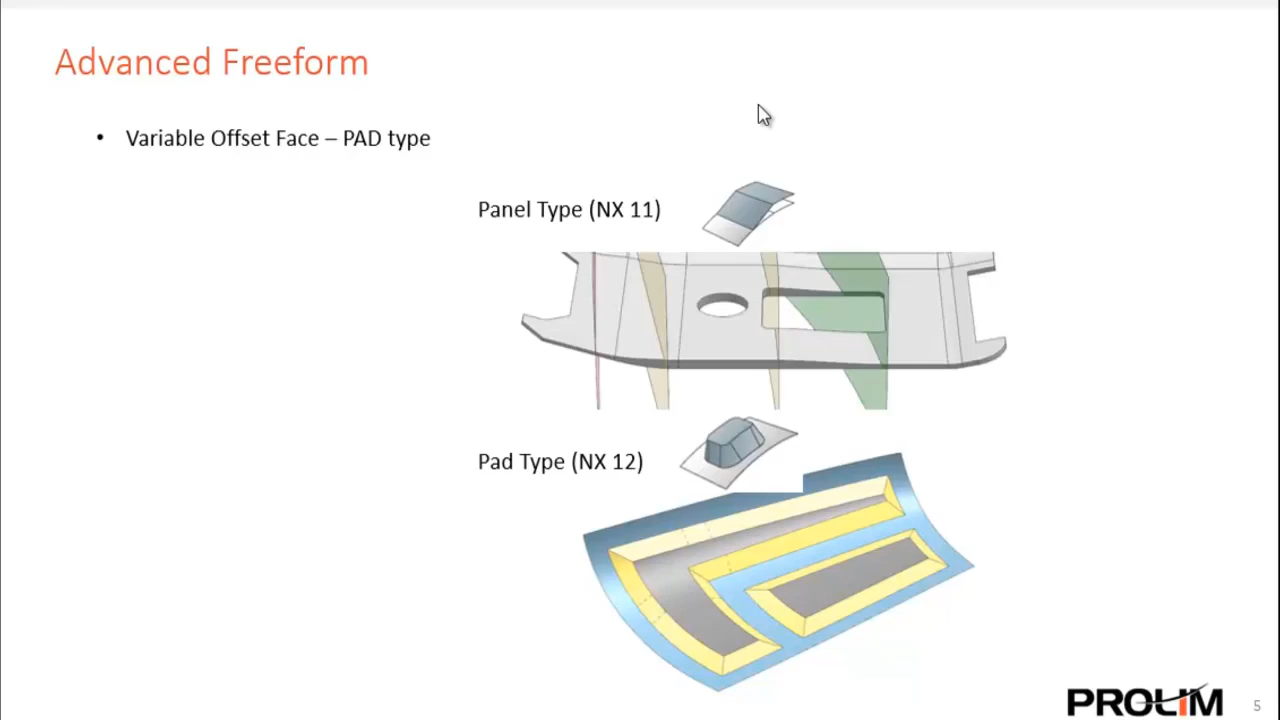 Advanced Freeform
• Variable Offset Face – PAD type
Panel Type (NX 11)
Pad Type (NX 12)
PROLIM
5